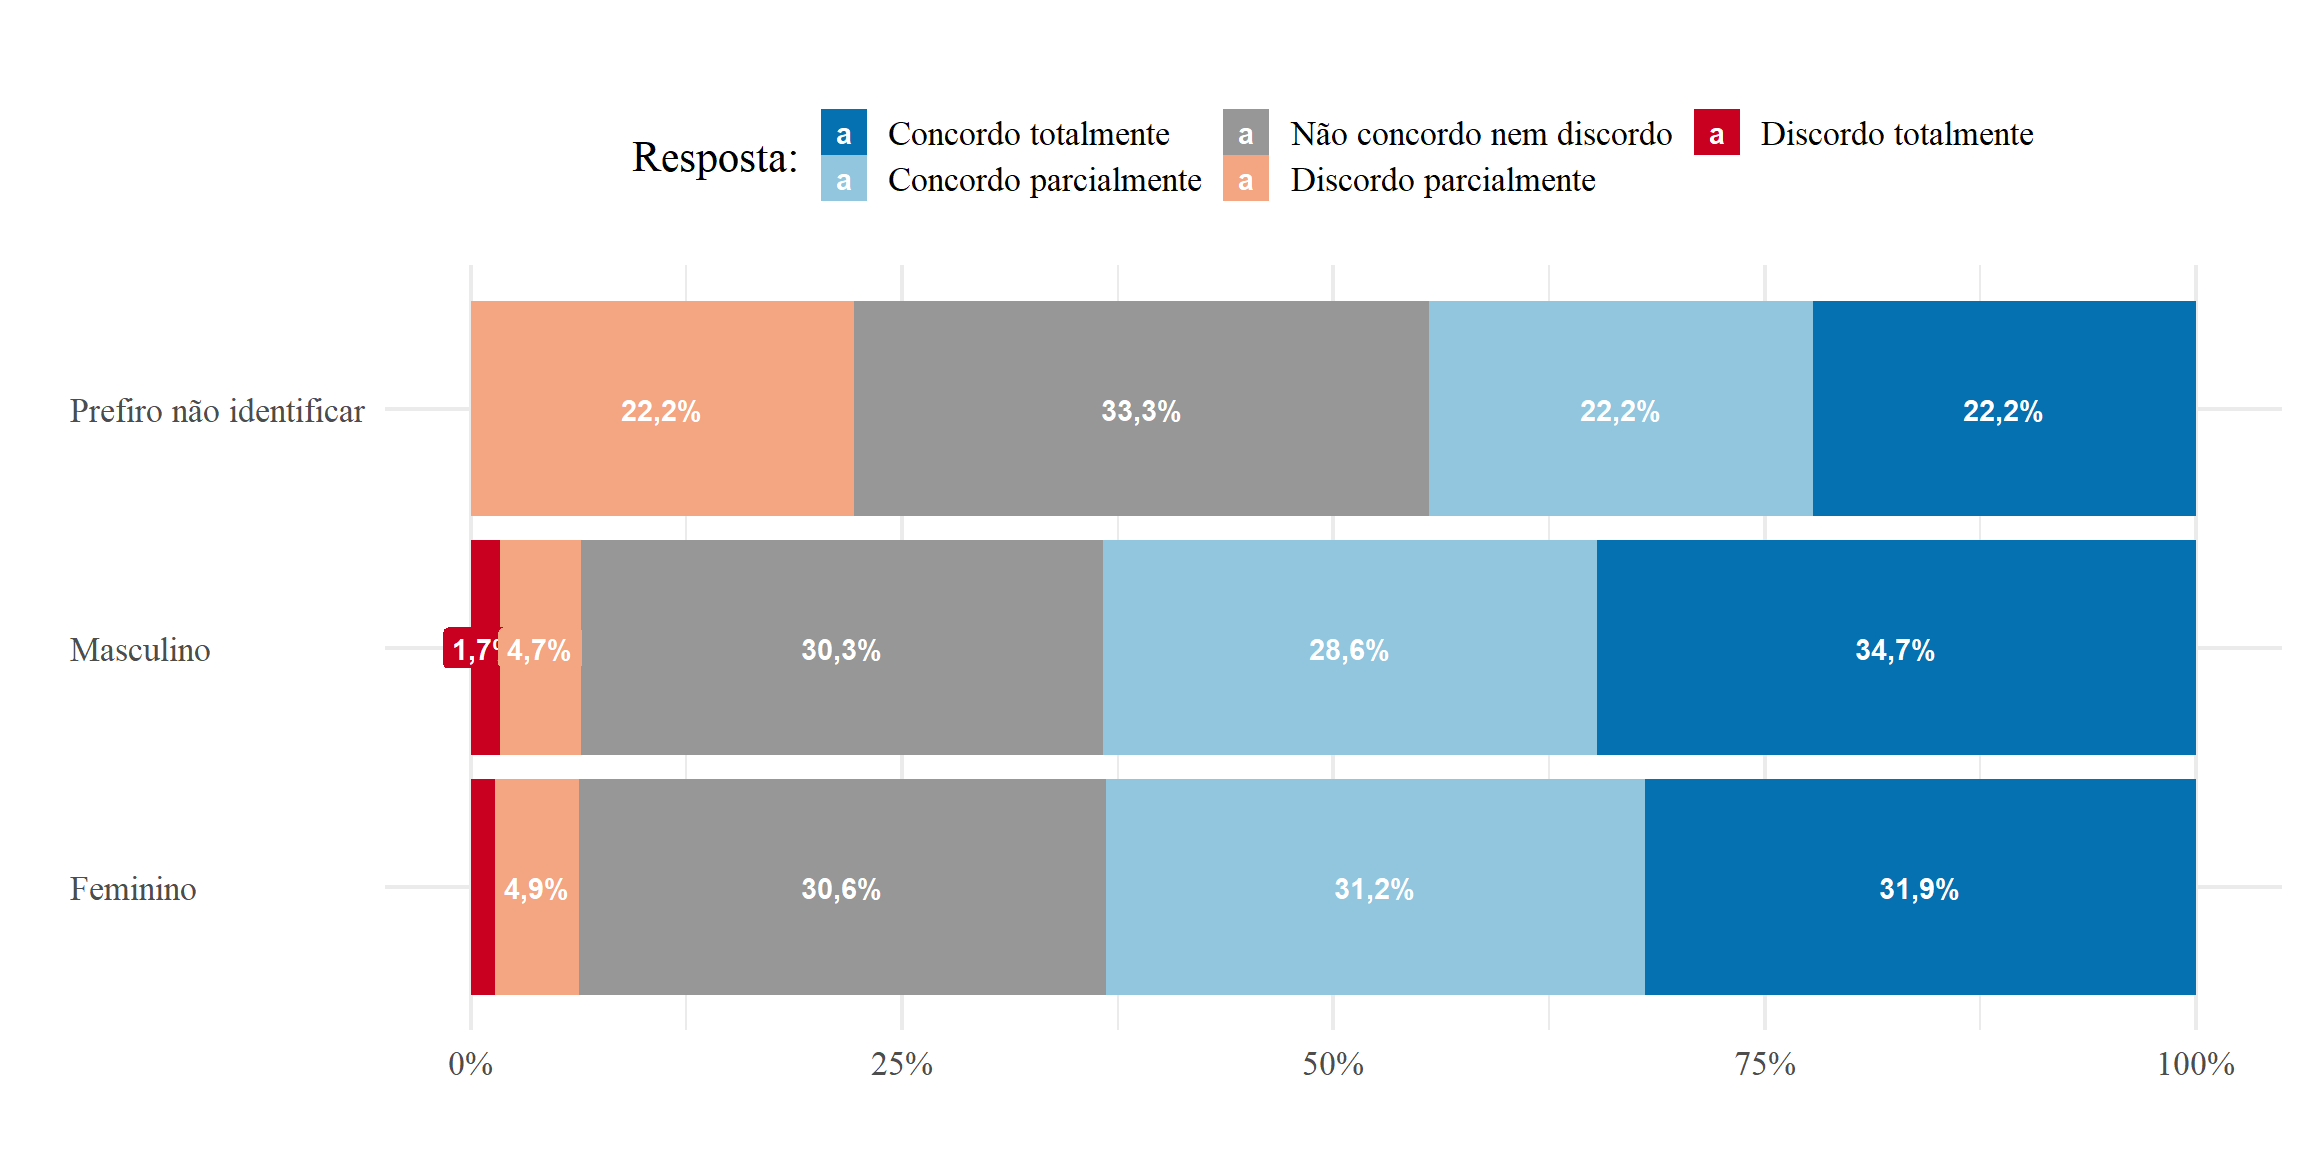 Resposta:
a Concordo totalmente
a Concordo parcialmente
a Não concordo nem discordo
a Discordo parcialmente
a Discordo totalmente
Prefiro não identificar
22,2% 33,3% 22,2% 22,2%
Masculino
1,7% 4,7% 30,3% 28,6% 34,7%
Feminino
4,9% 30,6% 31,2% 31,9%
0% 25% 50% 75% 100%